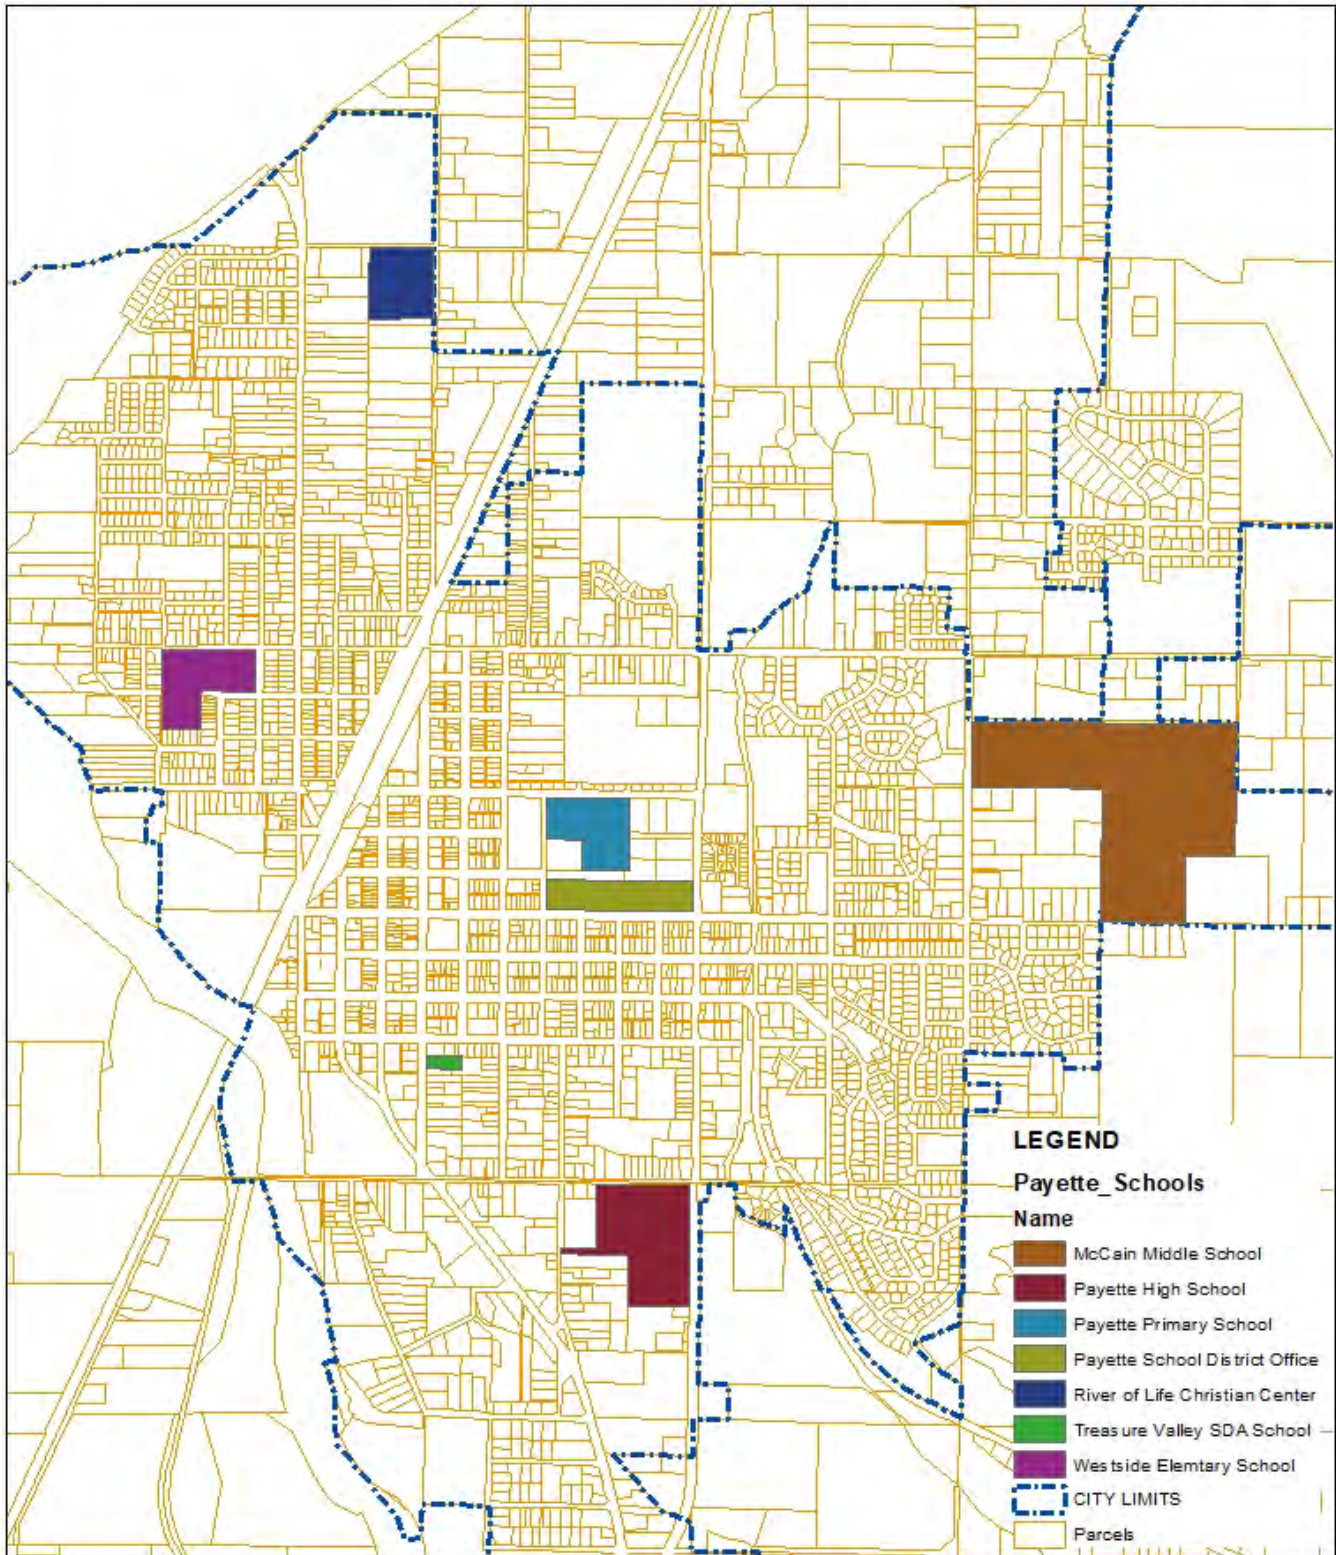 LEGEND
Payette_Schools
Name
McCain Middle School
Payette High School
Payette Primary School
Payette School District Office
River of Life Christian Center
Treasure Valley SDA School
Westside Elemtary School
CITY LIMITS
Parcels